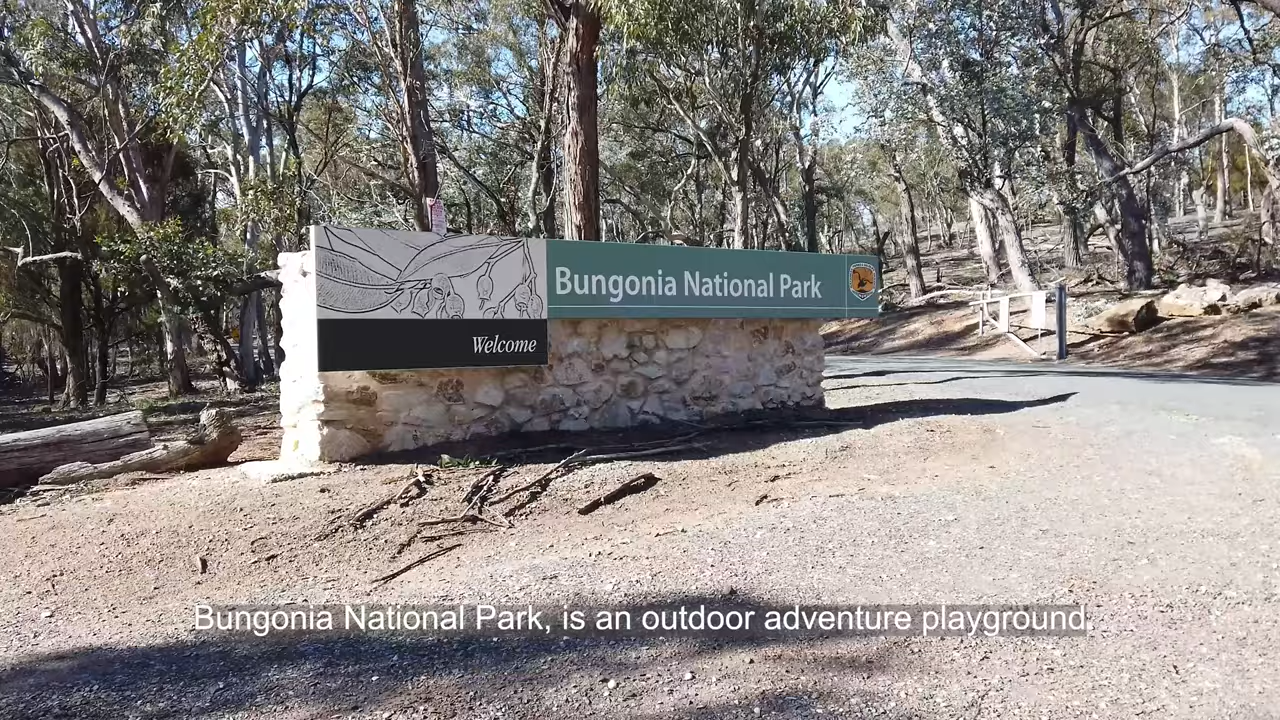 Bungonia National Park
Welcome
Bungonia National Park, is an outdoor adventure playground.